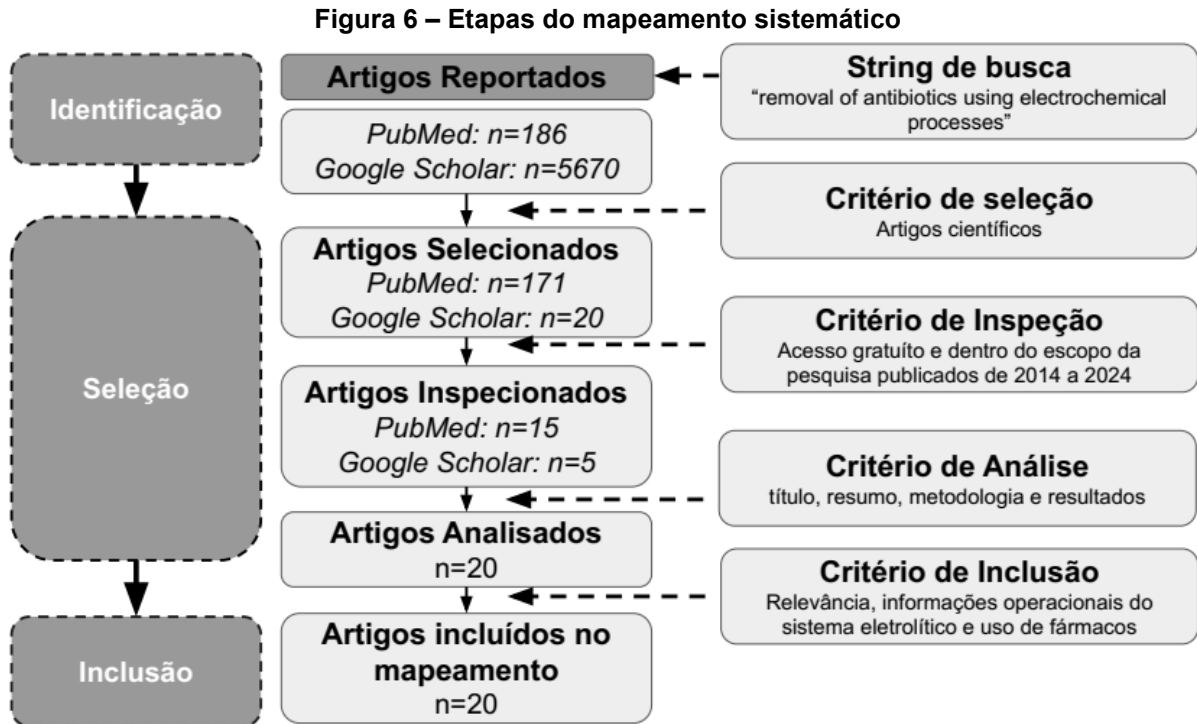 Figura 6 – Etapas do mapeamento sistemático
Identificação
Artigos Reportados
String de busca
“removal of antibiotics using electrochemical
processes”
PubMed: n=186
Google Scholar: n=5670
Critério de seleção
Artigos científicos
Seleção
Artigos Selecionados
PubMed: n=171
Google Scholar: n=20
Critério de Inspeção
Acesso gratuíto e dentro do escopo da
pesquisa publicados de 2014 a 2024
Artigos Inspecionados
PubMed: n=15
Google Scholar: n=5
Critério de Análise
título, resumo, metodologia e resultados
Artigos Analisados
n=20
Critério de Inclusão
Relevância, informações operacionais do
sistema eletrolítico e uso de fármacos
Inclusão
Artigos incluídos no
mapeamento
n=20